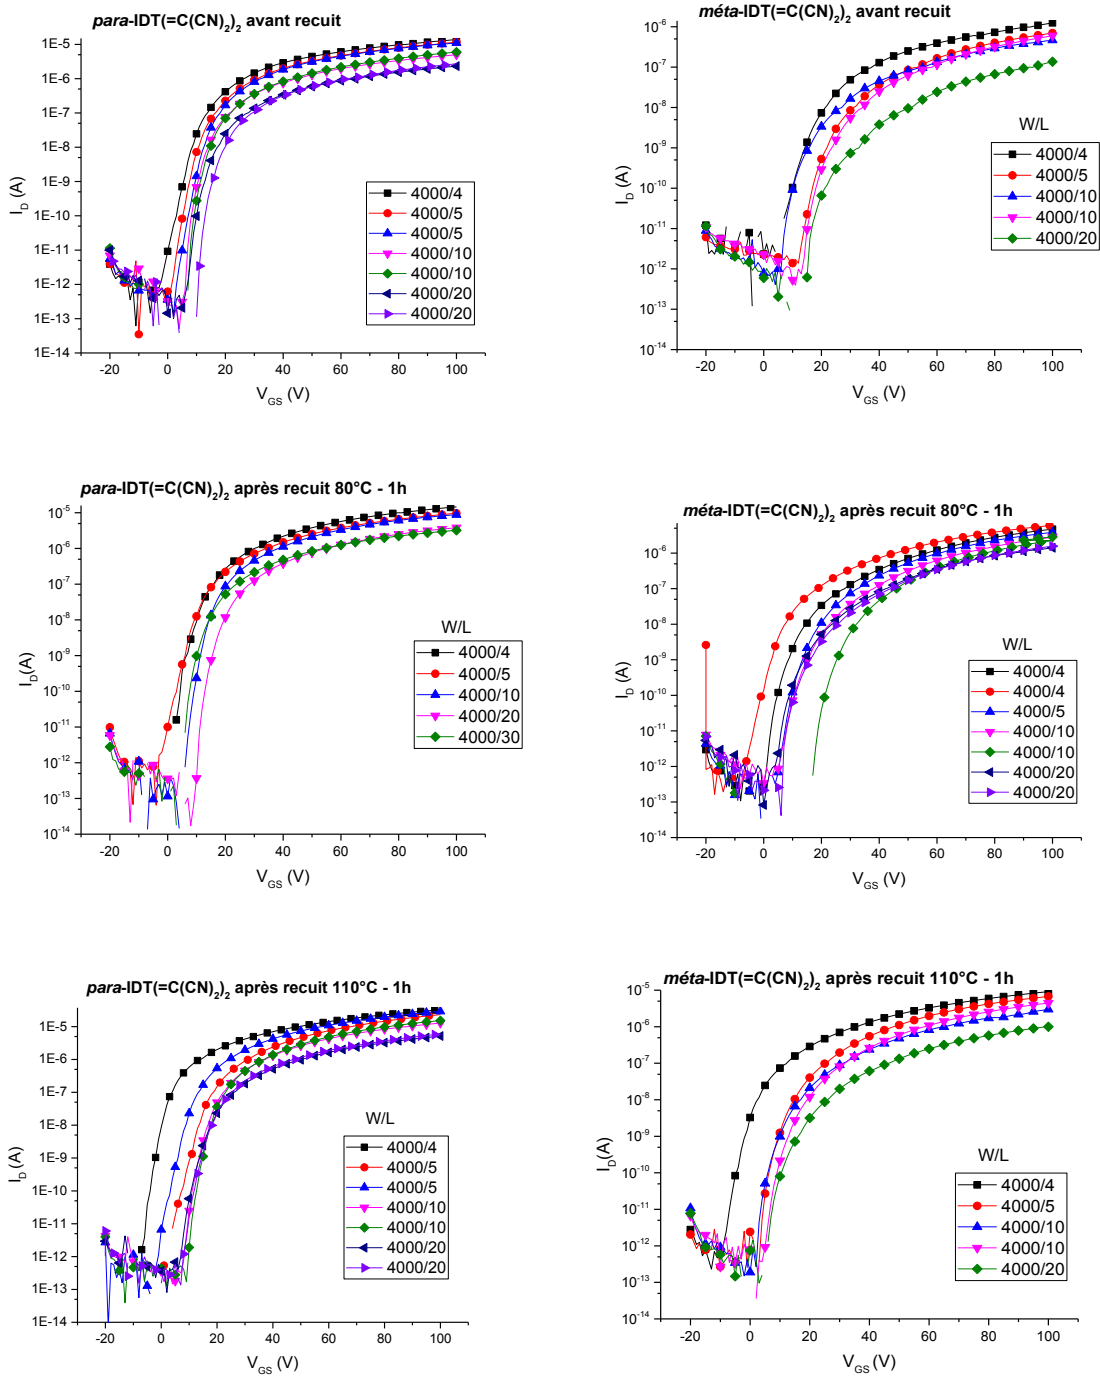 para-IDT(=C(CN)2)2 avant recuit
1E-5
1E-6
1E-7
1E-8
1E-9
1E-10
1E-11
1E-12
1E-13
1E-14
ID (A)
-20 0 20 40 60 80 100
VGS (V)
4000/4
4000/5
4000/5
4000/10
4000/10
4000/20
4000/20
méta-IDT(=C(CN)2)2 avant recuit
10-6
10-7
10-8
10-9
10-10
10-11
10-12
10-13
10-14
ID (A)
-20 0 20 40 60 80 100
VGS (V)
W/L
4000/4
4000/5
4000/10
4000/10
4000/20
para-IDT(=C(CN)2)2 après recuit 80°C - 1h
10-5
10-6
10-7
10-8
10-9
10-10
10-11
10-12
10-13
10-14
ID(A)
-20 0 20 40 60 80 100
VGS (V)
W/L
4000/4
4000/5
4000/10
4000/20
4000/30
méta-IDT(=C(CN)2)2 après recuit 80°C - 1h
10-6
10-7
10-8
10-9
10-10
10-11
10-12
10-13
10-14
ID (A)
-20 0 20 40 60 80 100
VGS (V)
W/L
4000/4
4000/4
4000/5
4000/10
4000/10
4000/20
4000/20
para-IDT(=C(CN)2)2 après recuit 110°C - 1h
1E-5
1E-6
1E-7
1E-8
1E-9
1E-10
1E-11
1E-12
1E-13
1E-14
ID(A)
-20 0 20 40 60 80 100
VGS (V)
W/L
4000/4
4000/5
4000/5
4000/10
4000/10
4000/20
4000/20
méta-IDT(=C(CN)2)2 après recuit 110°C - 1h
10-5
10-6
10-7
10-8
10-9
10-10
10-11
10-12
10-13
10-14
ID(A)
-20 0 20 40 60 80 100
VGS (V)
W/L
4000/4
4000/5
4000/10
4000/10
4000/20